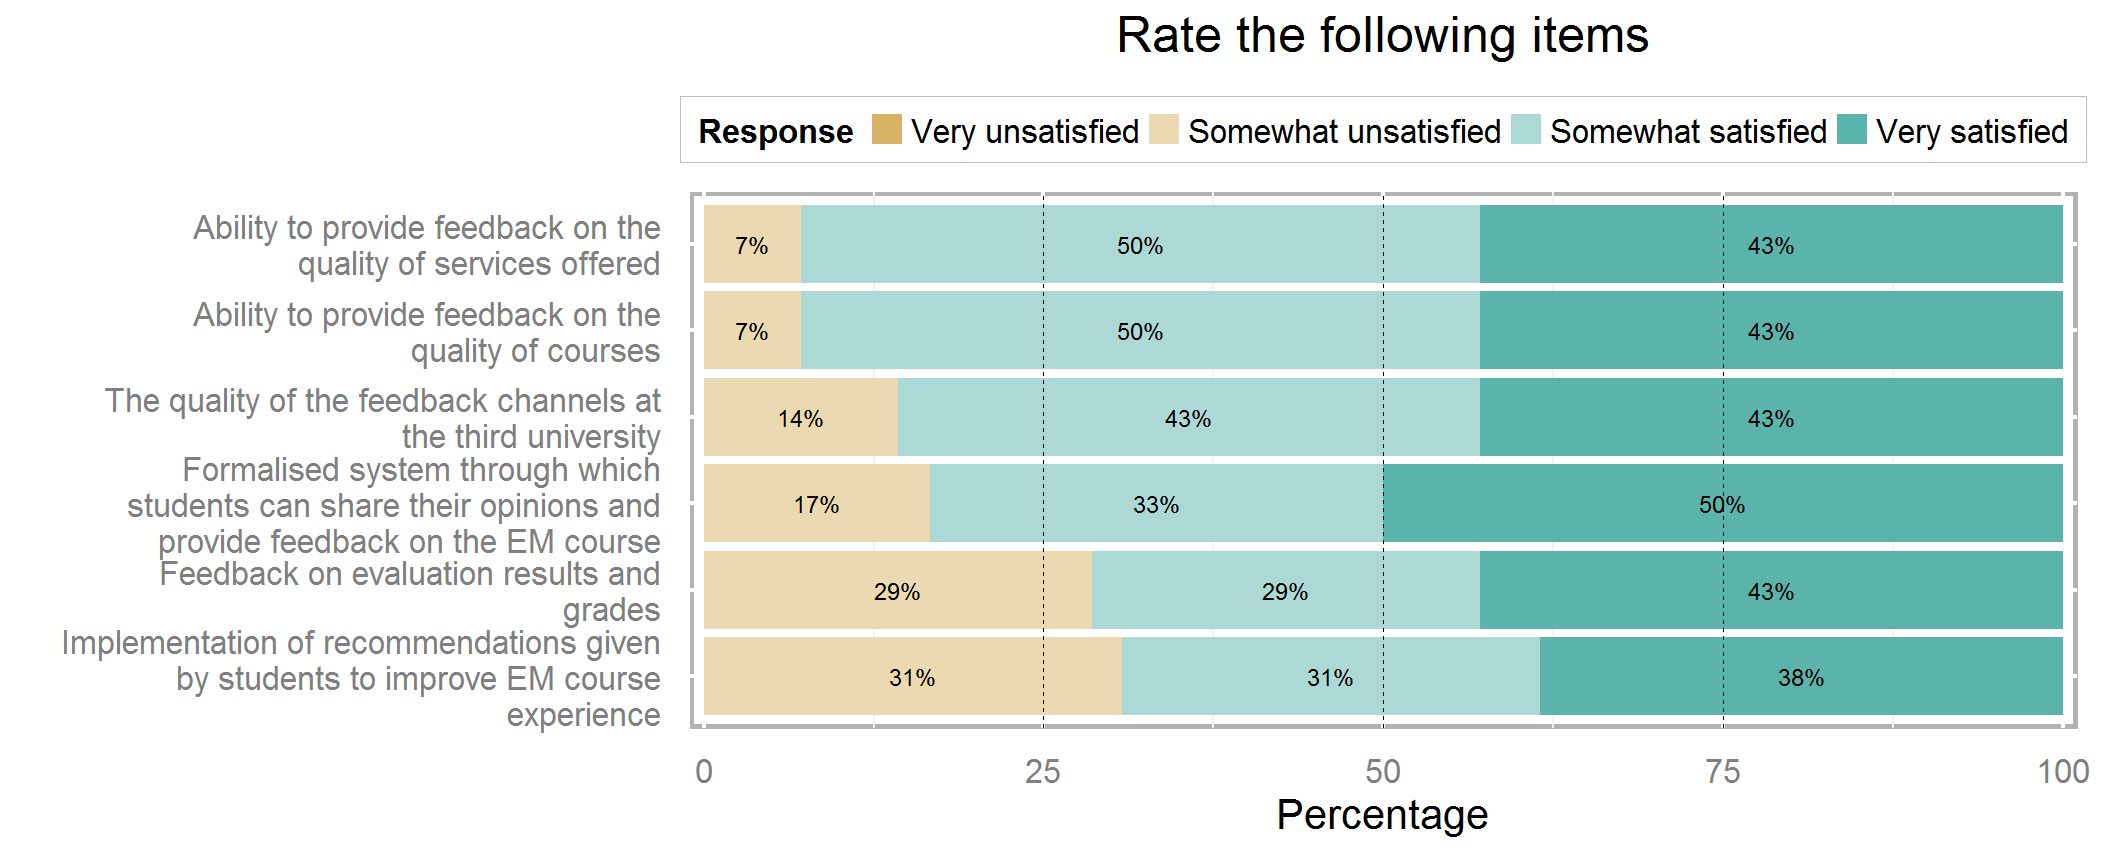 Rate the following items
Response Very unsatisfied Somewhat unsatisfied Somewhat satisfied Very satisfied
Ability to provide feedback on the
quality of services offered
7% 50% 43%
Ability to provide feedback on the
quality of courses
7% 50% 43%
The quality of the feedback channels at
the third university
14% 43% 43%
Formalised system through which
students can share their opinions and
provide feedback on the EM course
17% 33% 50%
Feedback on evaluation results and
grades
29% 29% 43%
Implementation of recommendations given
by students to improve EM course
experience
31% 31% 38%
0 25 50 75 100
Percentage